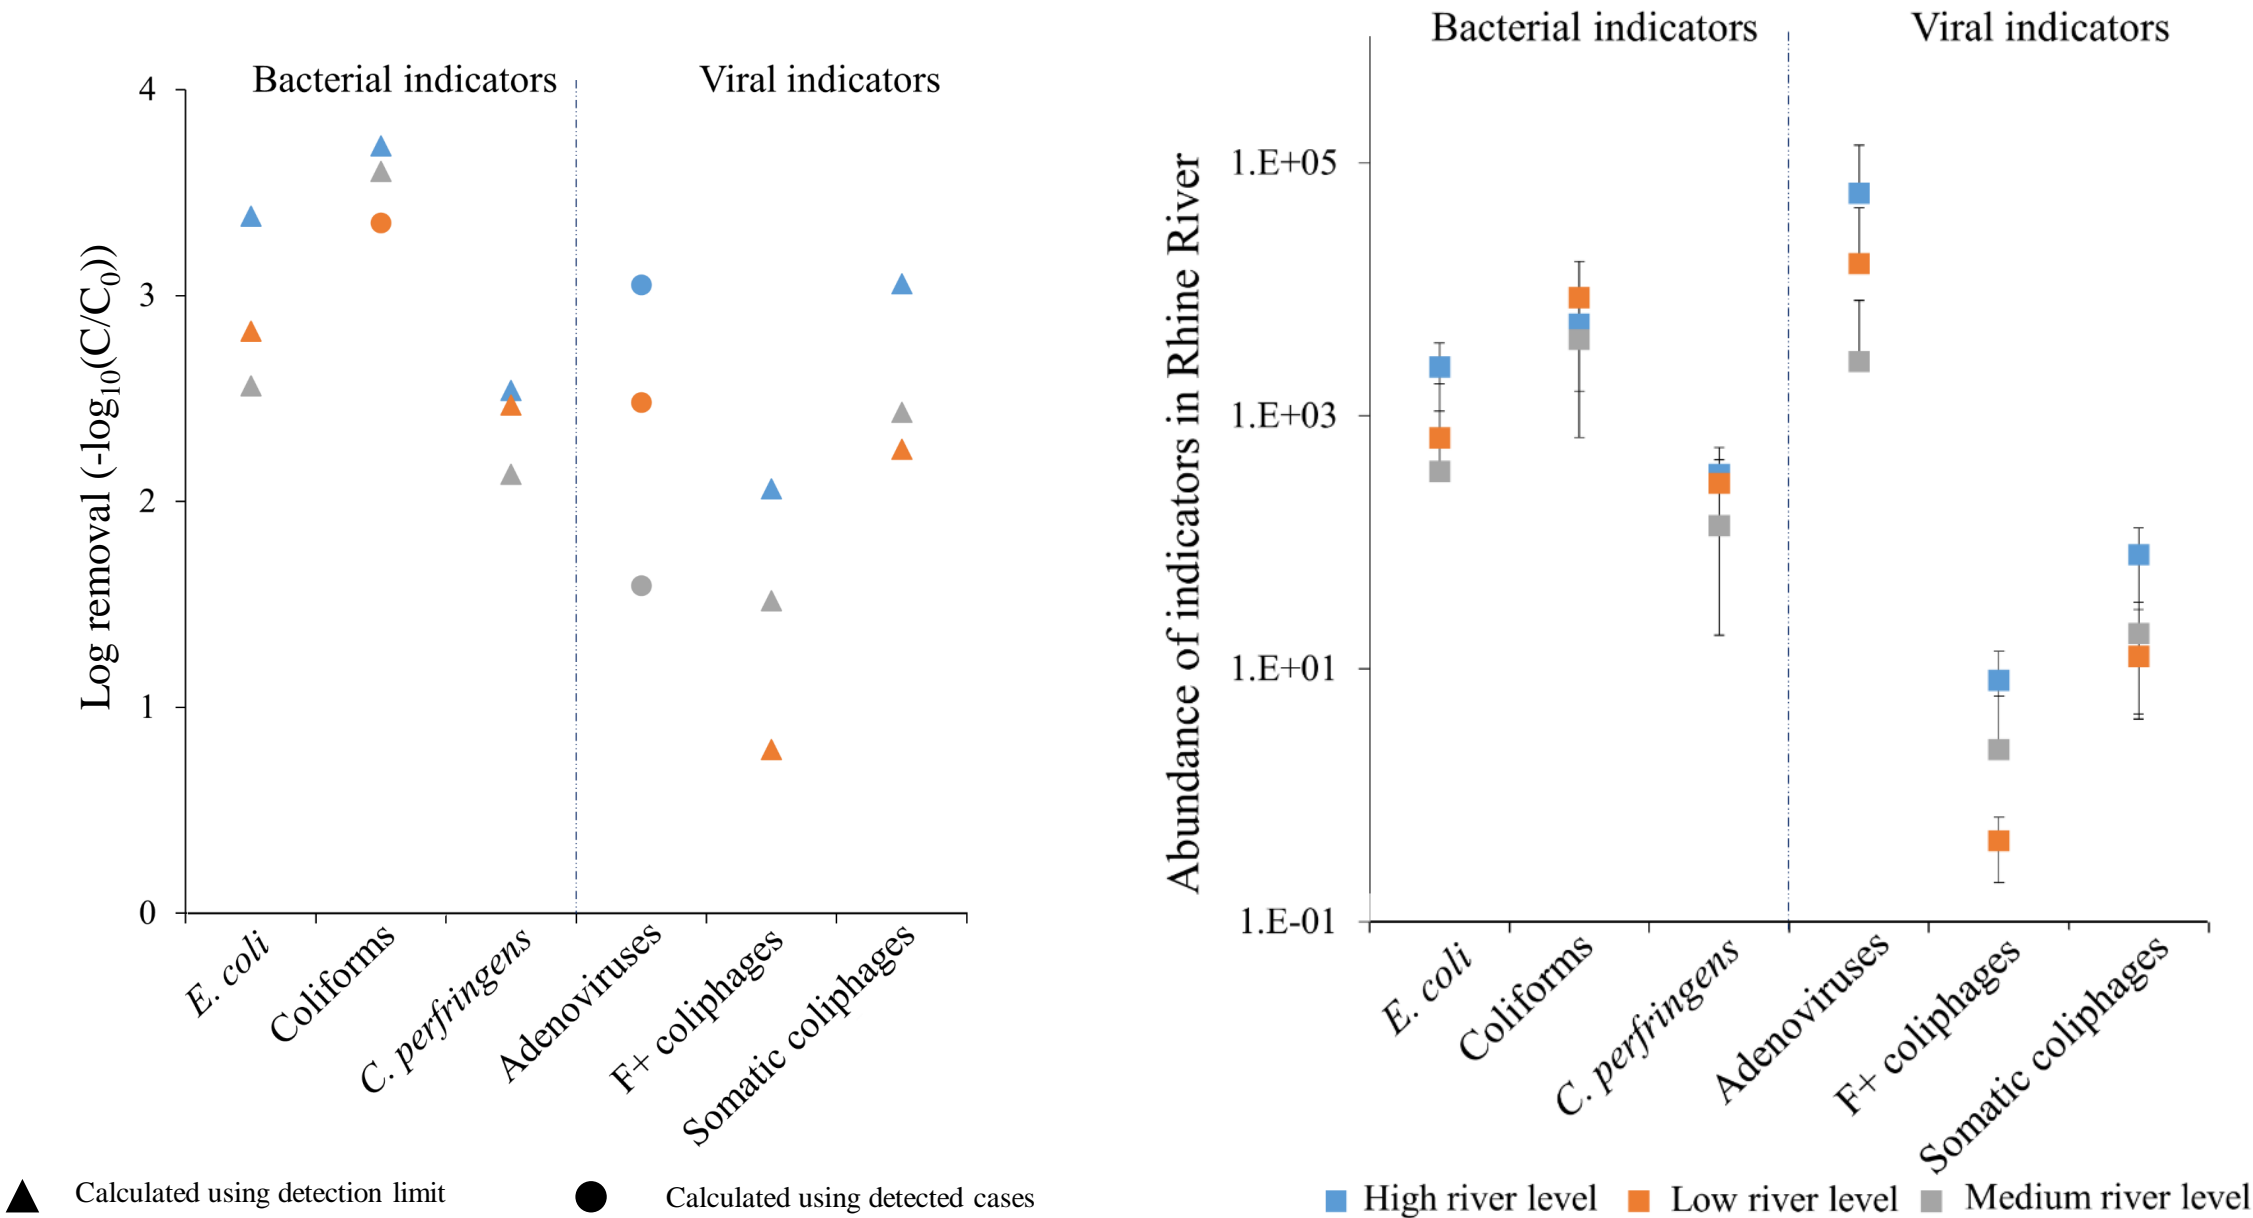 Bacterial indicators
Viral indicators
Log removal (-log10(C/C0))
4
3
2
1
0
E. coli
Coliforms
C. perfringens
Adenoviruses
F+ coliphages
Somatic coliphages
Calculated using detection limit
Calculated using detected cases
Bacterial indicators
Viral indicators
Abundance of indicators in Rhine River
1.E+05
1.E+03
1.E+01
1.E-01
E. coli
Coliforms
C. perfringens
Adenoviruses
F+ coliphages
Somatic coliphages
High river level
Low river level
Medium river level